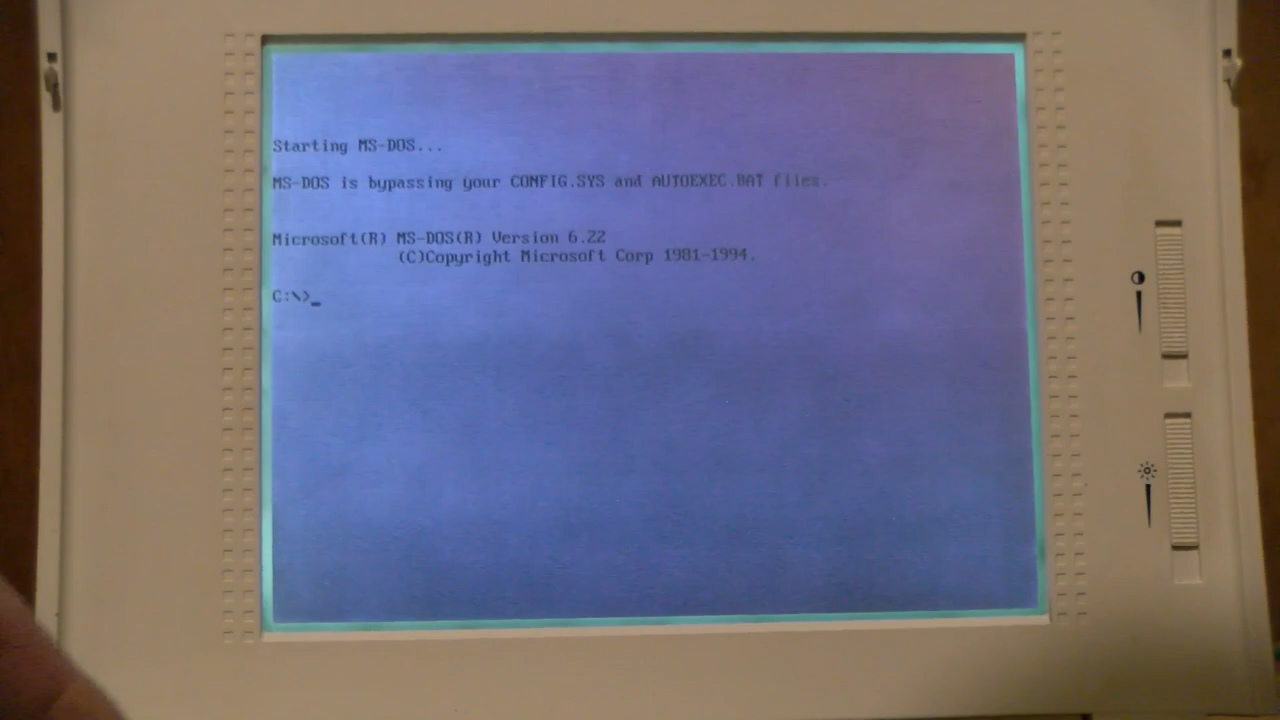 Starting MS-DOS...
MS-DOS is bypassing your CONFIG.SYS and AUTOEXEC.BAT files.
Microsoft(R) MS-DOS(R) Version 6.22
(C)Copyright Microsoft Corp 1981-1994.
C:\>_